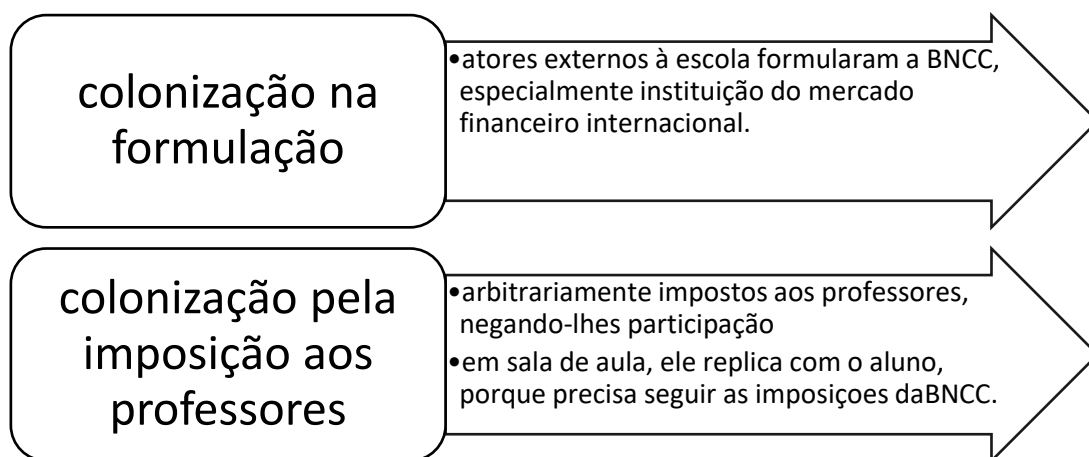 colonização na
formulação
•atores externos à escola formularam a BNCC,
especialmente instituição do mercado
financeiro internacional.
colonização pela
imposição aos
professores
•arbitrariamente impostos aos professores,
negando-lhes participação
•em sala de aula, ele replica com o aluno,
porque precisa seguir as imposiçoes daBNCC.